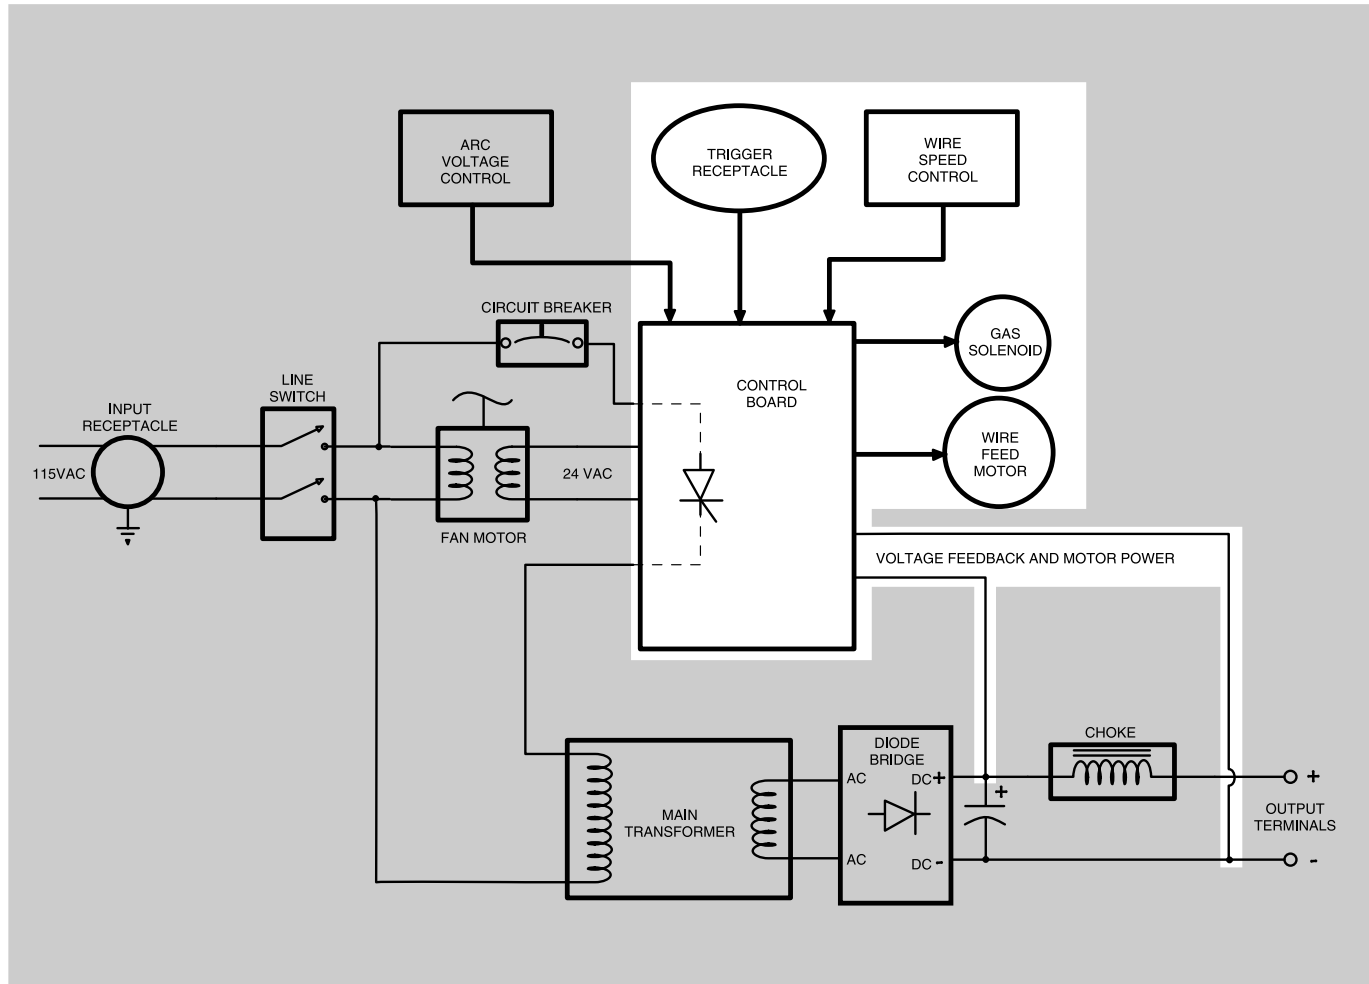 ARC
VOLTAGE
CONTROL
TRIGGER
RECEPTACLE
WIRE
SPEED
CONTROL
CIRCUIT BREAKER
GAS
SOLENOID
LINE
SWITCH
CONTROL
BOARD
INPUT
RECEPTACLE
WIRE
FEED
MOTOR
115VAC
24 VAC
FAN MOTOR
VOLTAGE FEEDBACK AND MOTOR POWER
DIODE
BRIDGE
CHOKE
AC
DC+
+
+
MAIN
TRANSFORMER
OUTPUT
TERMINALS
AC
DC-
-